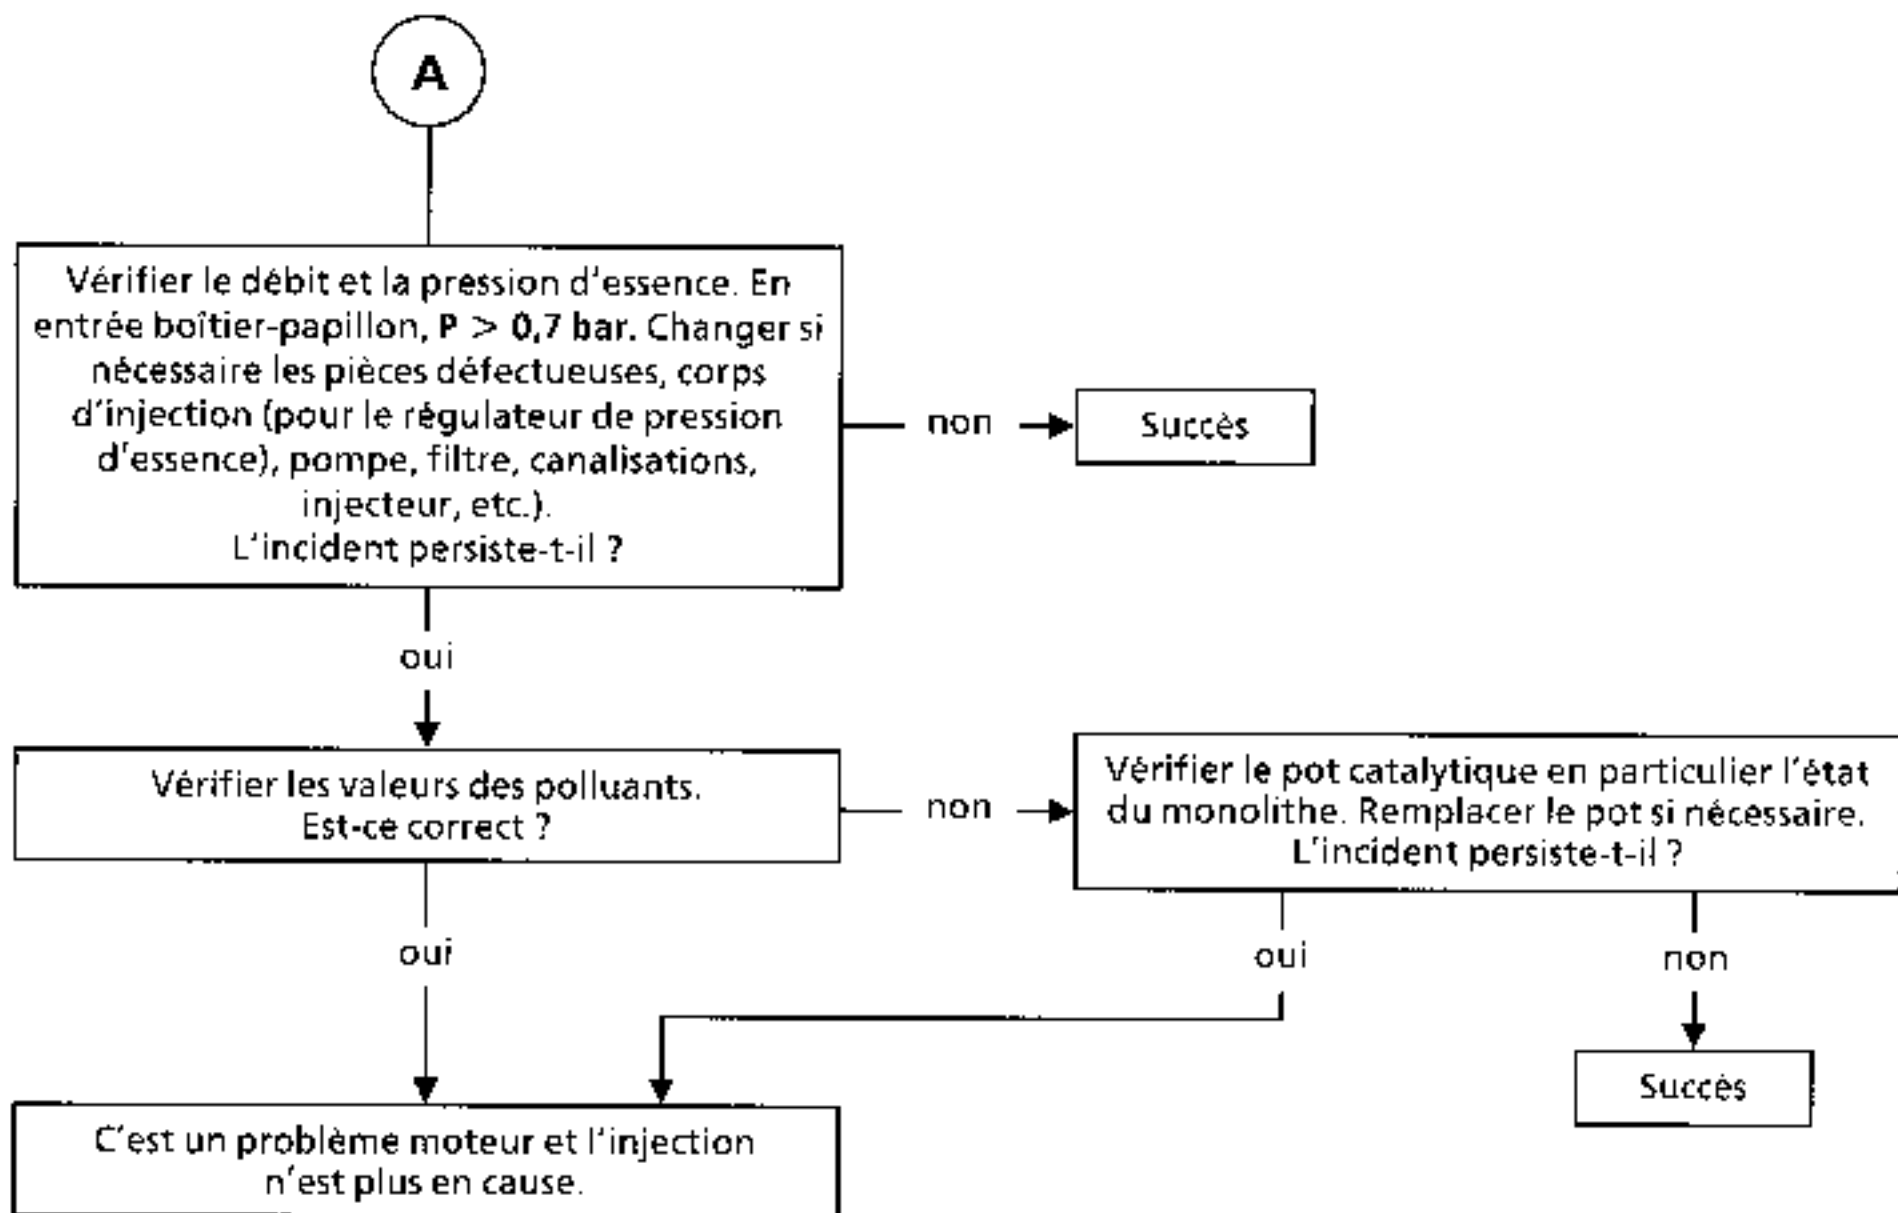 A
Vérifier le débit et la pression d'essence. En
entrée boîtier-papillon, P > 0,7 bar. Changer si
nécessaire les pièces défectueuses, corps
d'injection (pour le régulateur de pression
d'essence), pompe, filtre, canalisations,
injecteur, etc.).
L'incident persiste-t-il ?
non
Succès
oui
Vérifier les valeurs des polluants.
Est-ce correct ?
non
Vérifier le pot catalytique en particulier l'état
du monolithe. Remplacer le pot si nécessaire.
L'incident persiste-t-il ?
oui
oui
non
Succès
C'est un problème moteur et l'injection
n'est plus en cause.